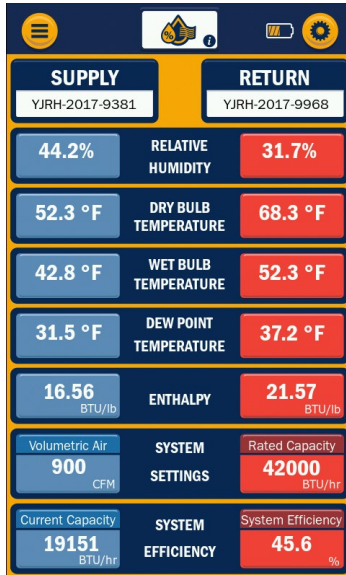 %
i
SUPPLY
RETURN
YJRH-2017-9381
YJRH-2017-9968
44.2%
RELATIVE
HUMIDITY
31.7%
52.3 °F
DRY BULB
TEMPERATURE
68.3 °F
42.8 °F
WET BULB
TEMPERATURE
52.3 °F
31.5 °F
DEW POINT
TEMPERATURE
37.2 °F
16.56
BTU/lb
ENTHALPY
21.57
BTU/lb
Volumetric Air
900
CFM
SYSTEM
SETTINGS
Rated Capacity
42000
BTU/hr
Current Capacity
19151
BTU/hr
SYSTEM
EFFICIENCY
System Efficiency
45.6
%